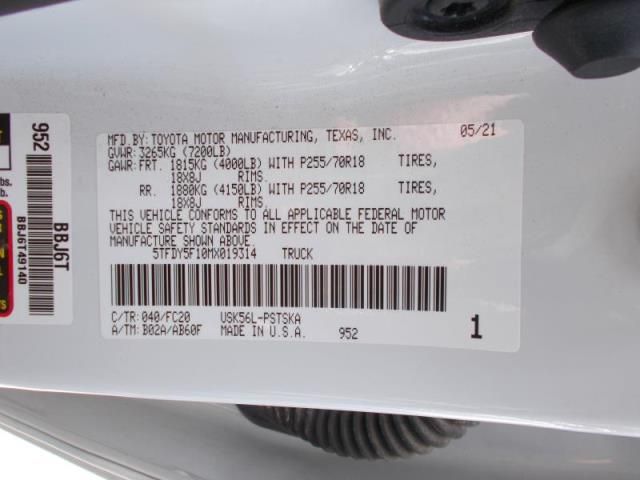 MFD.BY:TOYOTA MOTOR MANUFACTURING, TEXAS, INC. 05/21
GVWR:3265KG (7200LB)
GAWR:FRT. 1815KG (4000LB) WITH P255/70R18 TIRES,
18X8J RIMS.
RR. 1880KG (4150LB) WITH P255/70R18 TIRES,
18X8J RIMS.
THIS VEHICLE CONFORMS TO ALL APPLICABLE FEDERAL MOTOR
VEHICLE SAFETY STANDARDS IN EFFECT ON THE DATE OF
MANUFACTURE SHOWN ABOVE.
5TFDY5F10MX019314 TRUCK
C/TR:040/FC20 USK56L-PSTSKA
A/TM:B02A/AB60F MADE IN U.S.A. 952 1
952
BBJ6T
BBJ6T49140
lbs.